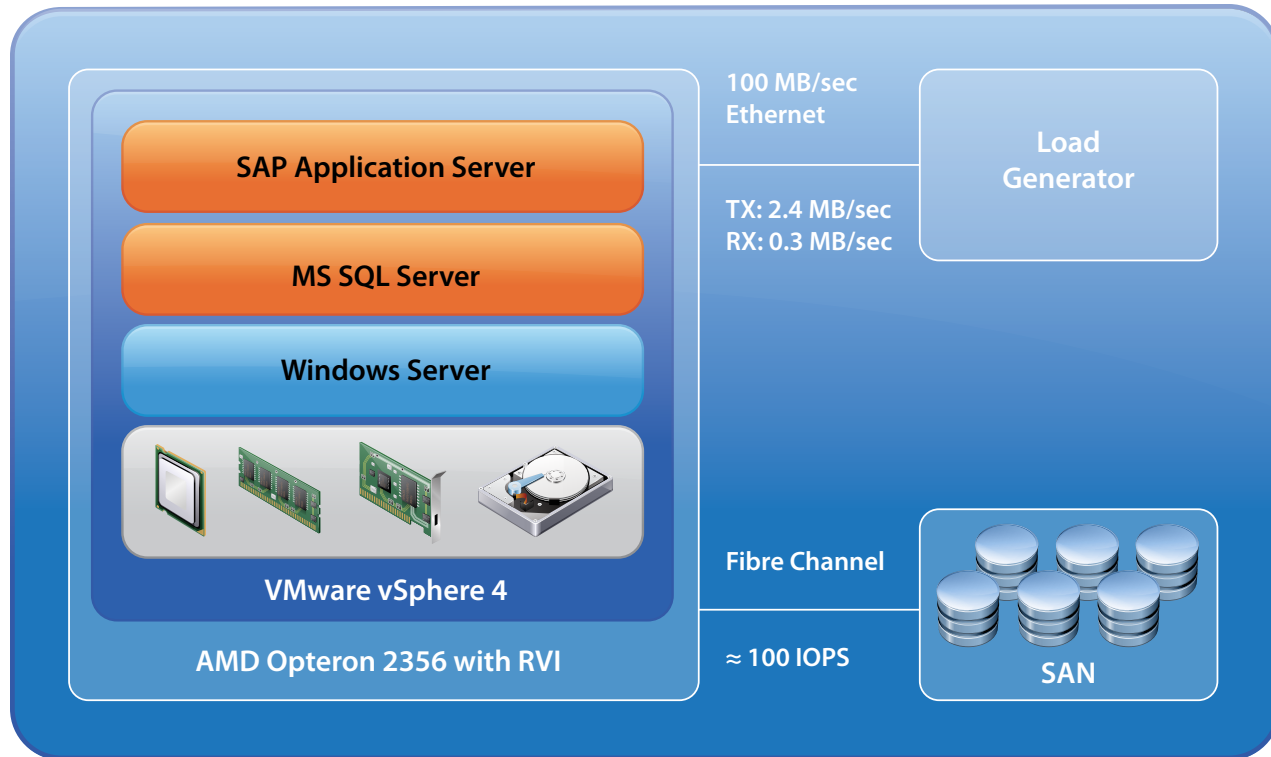 SAP Application Server
MS SQL Server
Windows Server
VMware vSphere 4
AMD Opteron 2356 with RVI
100 MB/sec
Ethernet
TX: 2.4 MB/sec
RX: 0.3 MB/sec
Load
Generator
Fibre Channel
≈ 100 IOPS
SAN